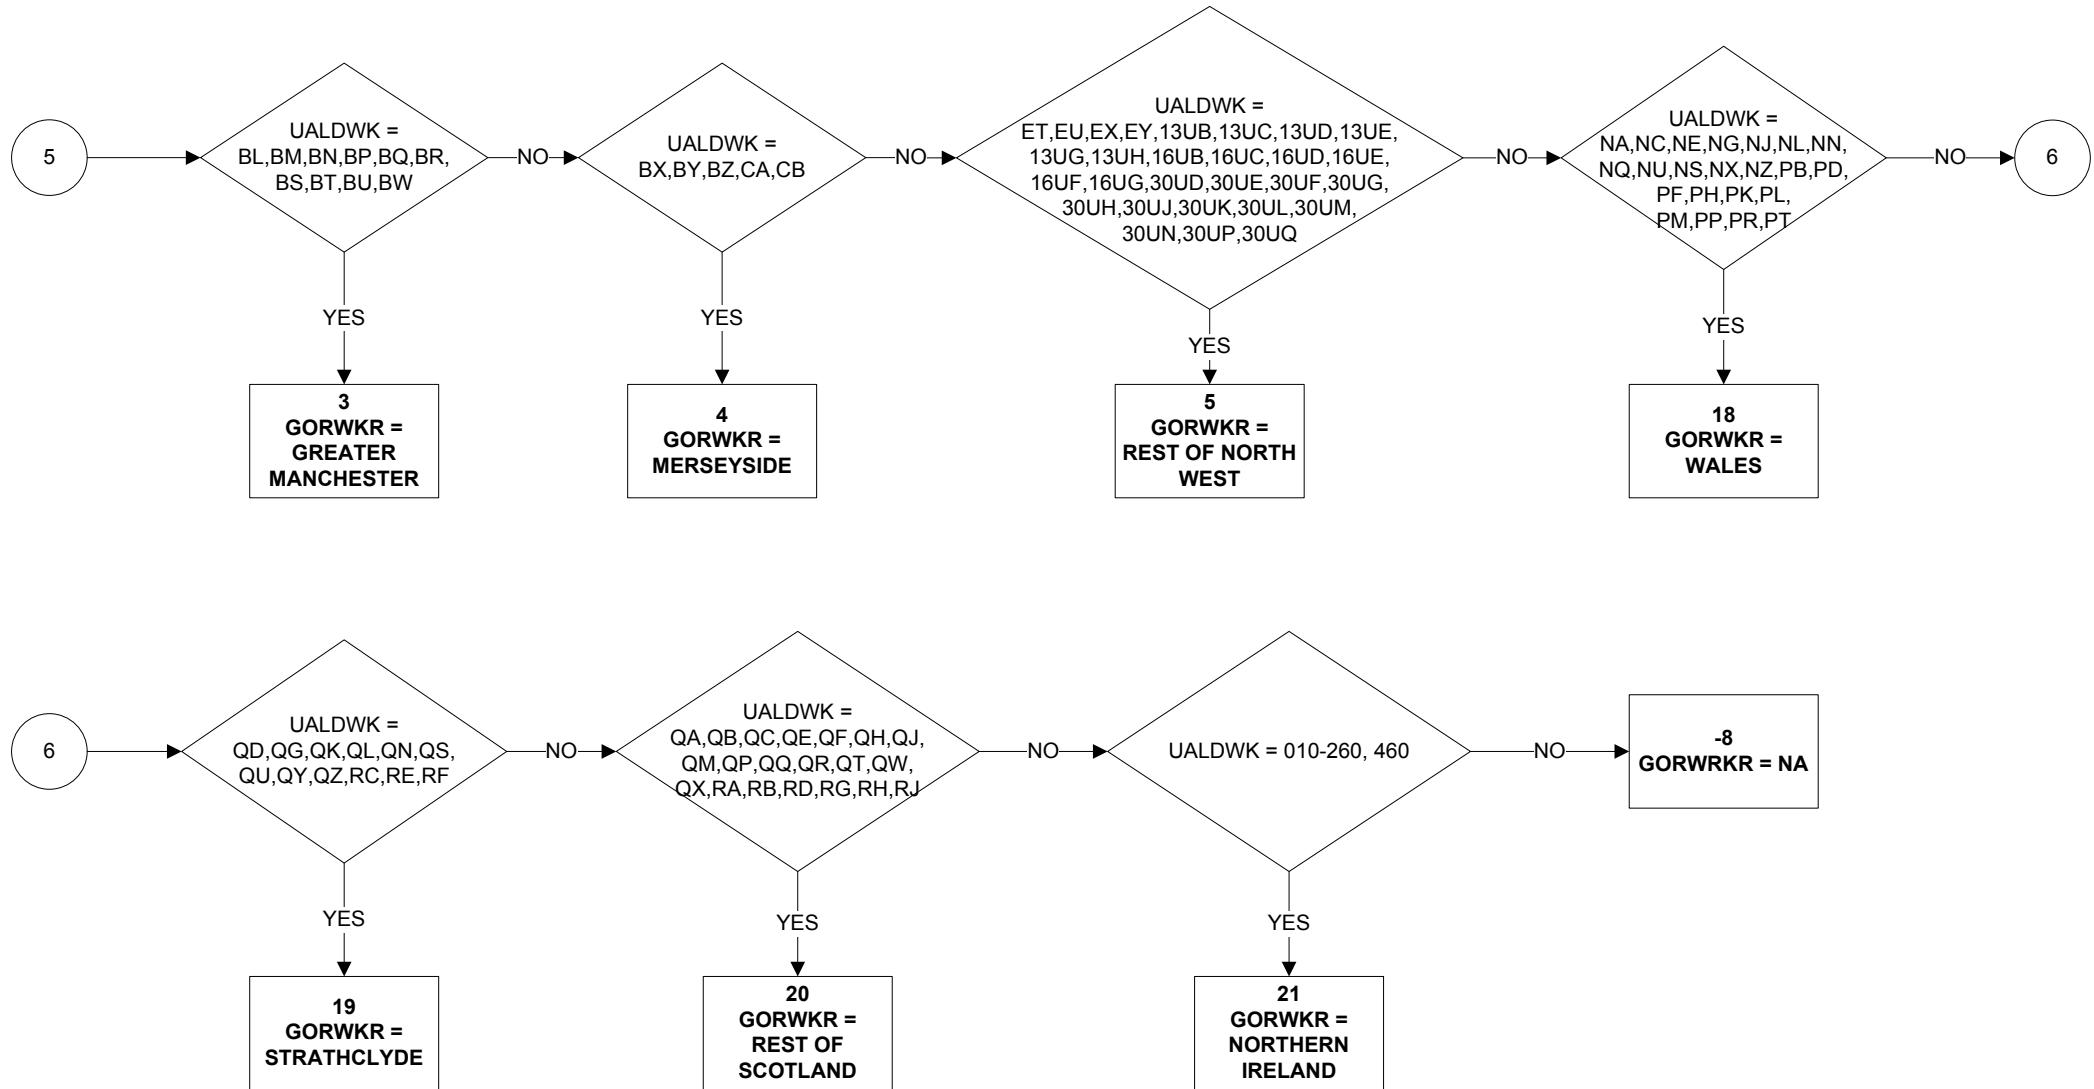 5
UALDWK =
BL,BM,BN,BP,BQ,BR,
BS,BT,BU,BW
NO
UALDWK =
BX,BY,BZ,CA,CB
NO
UALDWK =
ET,EU,EX,EY,13UB,13UC,13UD,13UE,
13UG,13UH,16UB,16UC,16UD,16UE,
16UF,16UG,30UD,30UE,30UF,30UG,
30UH,30UJ,30UK,30UL,30UM,
30UN,30UP,30UQ
NO
UALDWK =
NA,NC,NE,NG,NJ,NL,NN,
NQ,NU,NS,NX,NZ,PB,PD,
PF,PH,PK,PL,
PM,PP,PR,PT
NO
6
YES
YES
YES
YES
3
GORWKR =
GREATER
MANCHESTER
4
GORWKR =
MERSEYSIDE
5
GORWKR =
REST OF NORTH
WEST
18
GORWKR =
WALES
6
UALDWK =
QD,QG,QK,QL,QN,QS,
QU,QY,QZ,RC,RE,RF
NO
UALDWK =
QA,QB,QC,QE,QF,QH,QJ,
QM,QP,QQ,QR,QT,QW,
QX,RA,RB,RD,RG,RH,RJ
NO
UALDWK = 010-260, 460
NO
-8
GORWRKR = NA
YES
YES
YES
19
GORWKR =
STRATHCLYDE
20
GORWKR =
REST OF
SCOTLAND
21
GORWKR =
NORTHERN
IRELAND